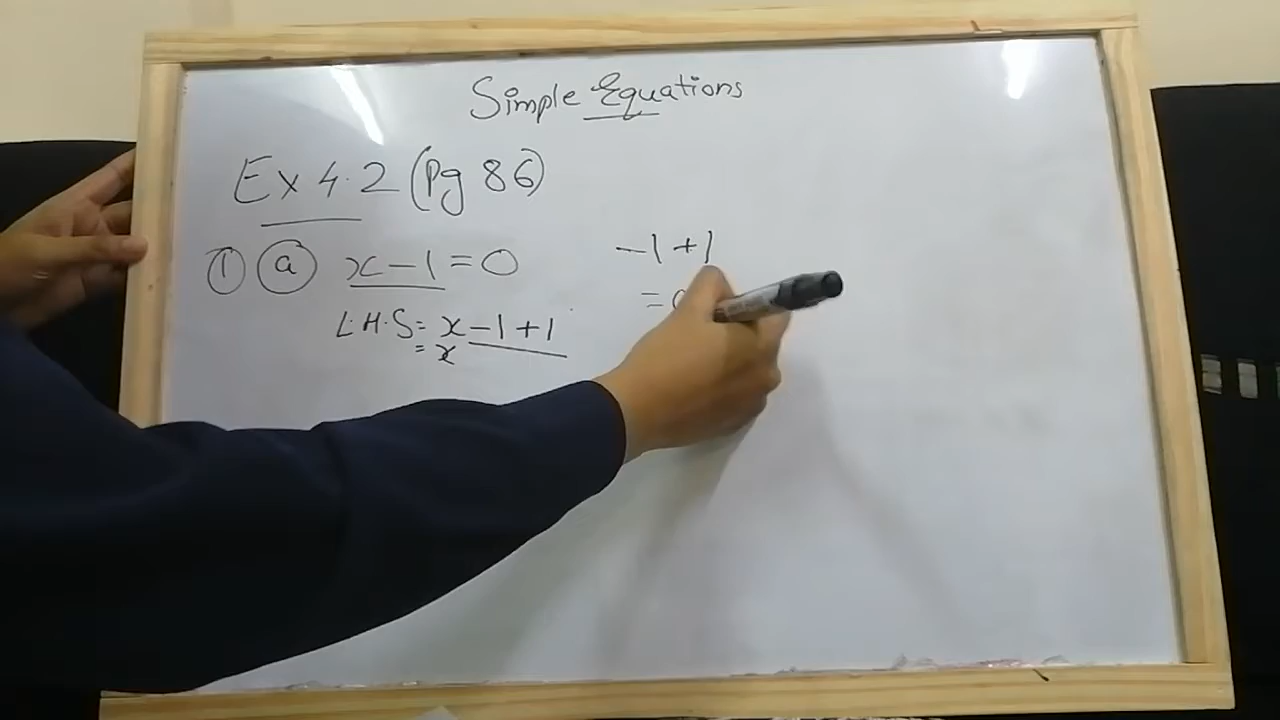 Simple Equations
Ex 4.2 (Pg 86)
① ⓐ x - 1 = 0
L.H.S = x - 1 + 1
= x
-1 + 1
= 0